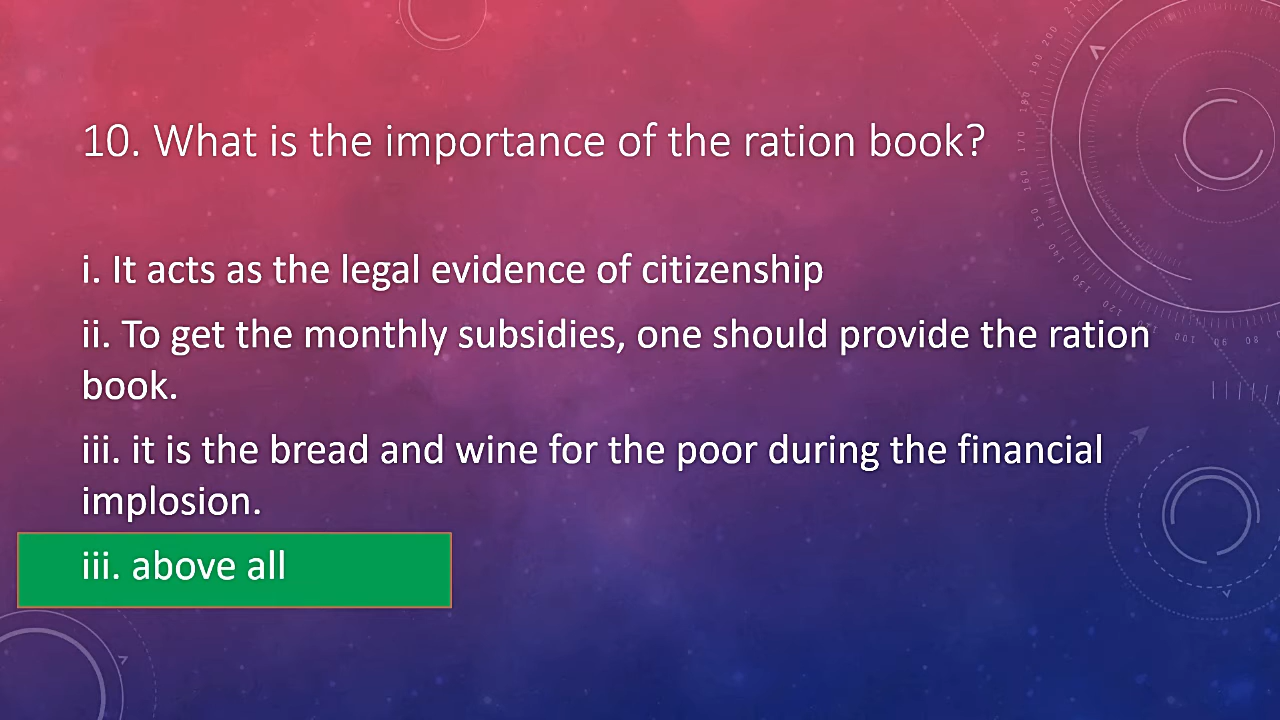 10. What is the importance of the ration book?
i. It acts as the legal evidence of citizenship
ii. To get the monthly subsidies, one should provide the ration
book.
iii. it is the bread and wine for the poor during the financial
implosion.
iii. above all